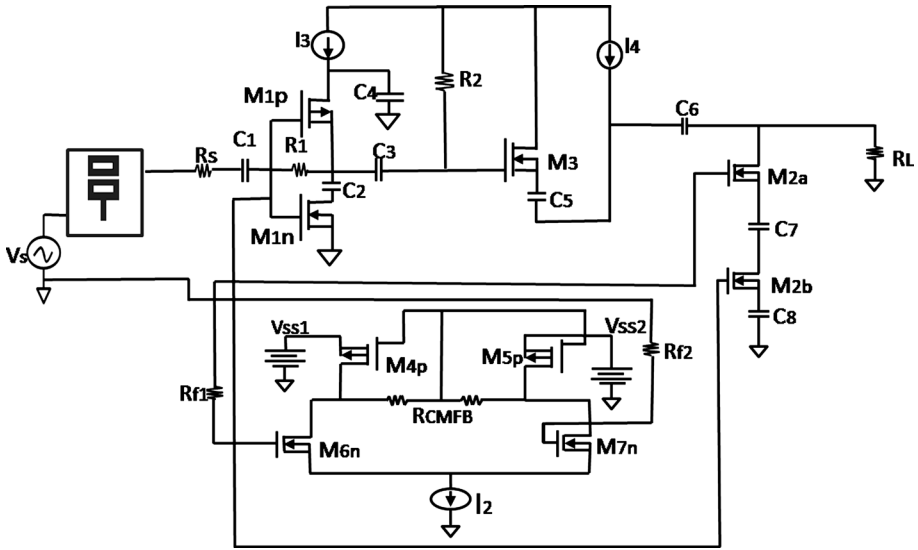 I3
I4
M1p
C4
R2
C6
C1
R1
C3
M3
Rs
RL
M2a
C2
C5
M1n
C7
Vs
M2b
Vss1
Vss2
C8
M4p
M5p
Rf2
Rf1
RCMFB
M6n
M7n
I2